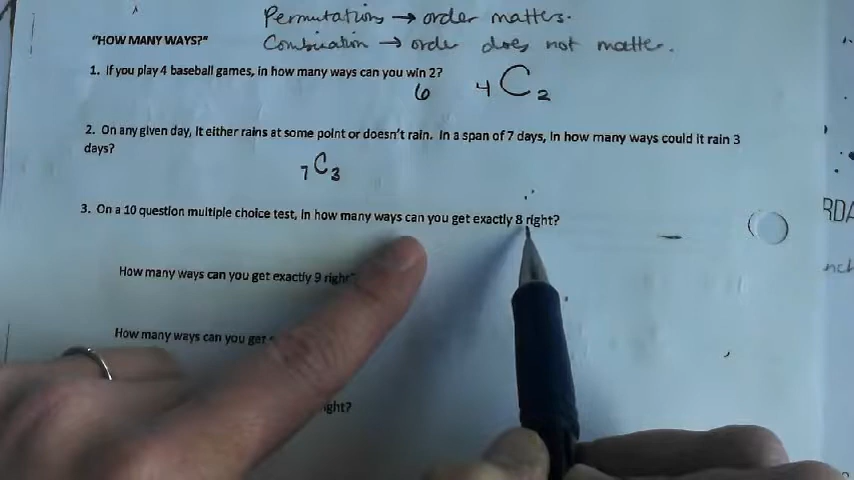 Permutations → order matters.
"HOW MANY WAYS?" Combination → order does not matter.
1. If you play 4 baseball games, in how many ways can you win 2?
6 4C2
2. On any given day, it either rains at some point or doesn't rain. In a span of 7 days, in how many ways could it rain 3
days?
7C3
3. On a 10 question multiple choice test, in how many ways can you get exactly 8 right?
RDA
How many ways can you get exactly 9 right
How many ways can you get
ight?